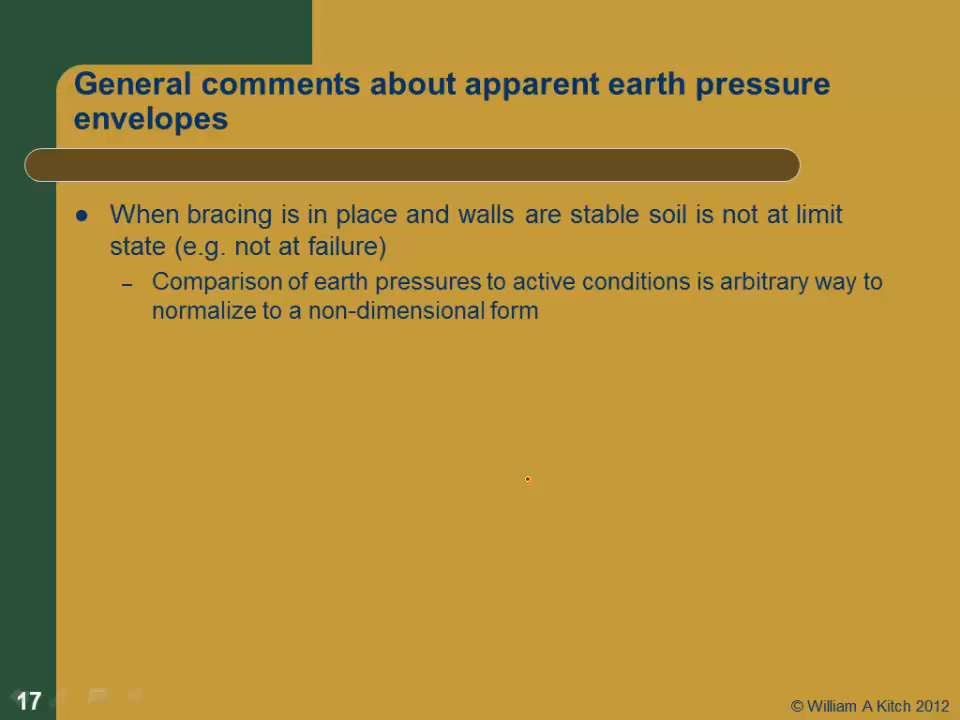 General comments about apparent earth pressure
envelopes
● When bracing is in place and walls are stable soil is not at limit
state (e.g. not at failure)
– Comparison of earth pressures to active conditions is arbitrary way to
normalize to a non-dimensional form
17
© William A Kitch 2012